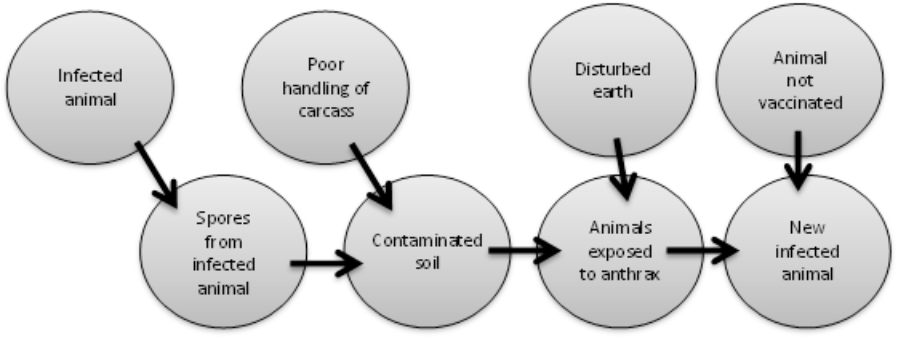 Infected
animal
Poor
handling of
carcass
Disturbed
earth
Animal
not
vaccinated
Spores
from
infected
animal
Contaminated
soil
Animals
exposed
to anthrax
New
infected
animal